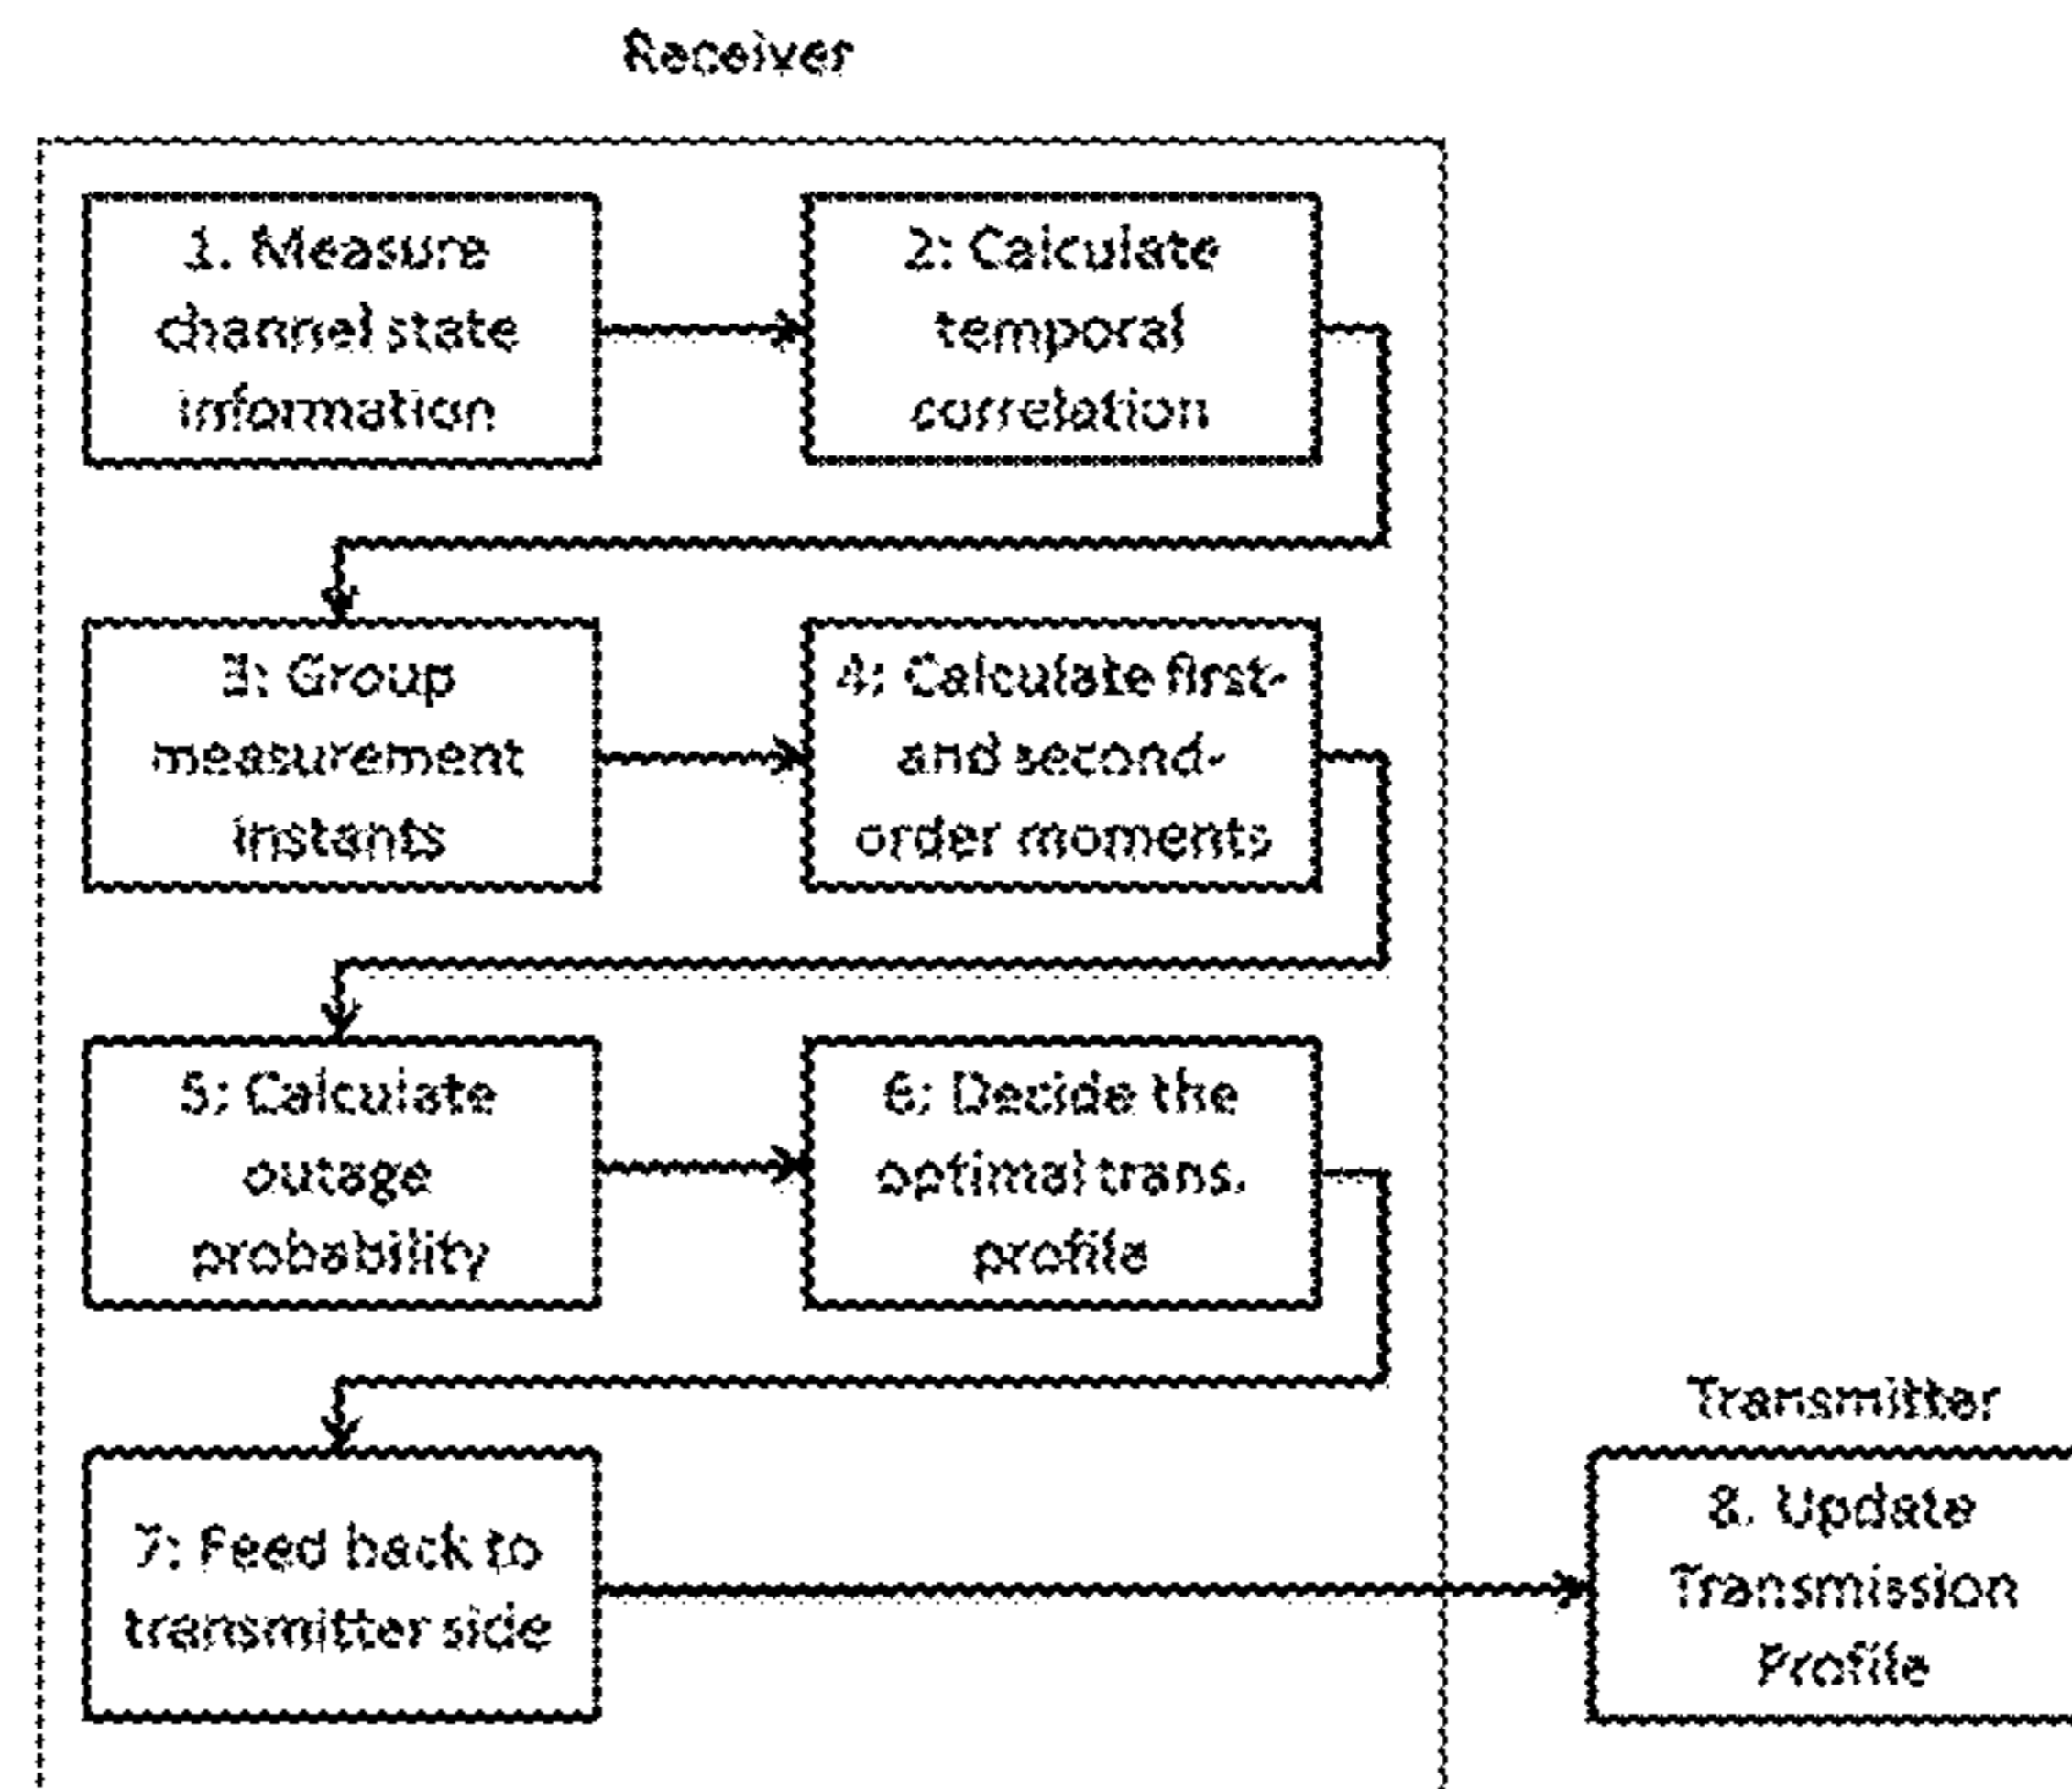 Receiver
1. Measure
channel state
information
2: Calculate
temporal
correlation
3: Group
measurement
instants
4: Calculate first-
and second-
order moments
5: Calculate
outage
probability
6: Decide the
optimal trans.
profile
7: Feed back to
transmitter side
Transmitter
8. Update
Transmission
Profile